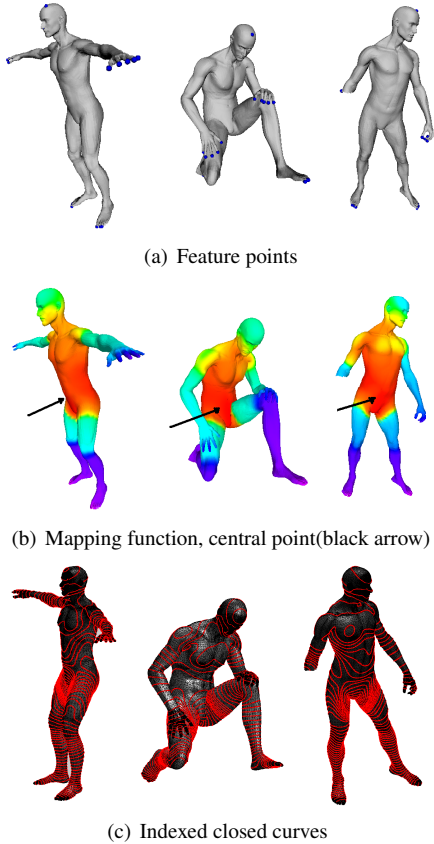 (a) Feature points
(b) Mapping function, central point(black arrow)
(c) Indexed closed curves